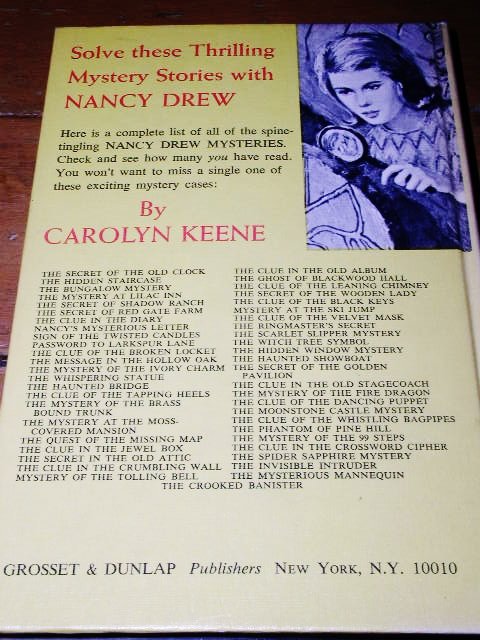 Solve these Thrilling
Mystery Stories with
NANCY DREW
Here is a complete list of all of the spine-
tingling NANCY DREW MYSTERIES.
Check and see how many you have read.
You won't want to miss a single one of
these exciting mystery cases:
By
CAROLYN KEENE
THE SECRET OF THE OLD CLOCK
THE HIDDEN STAIRCASE
THE BUNGALOW MYSTERY
THE MYSTERY AT LILAC INN
THE SECRET OF SHADOW RANCH
THE SECRET OF RED GATE FARM
THE CLUE IN THE DIARY
NANCY'S MYSTERIOUS LETTER
SIGN OF THE TWISTED CANDLES
PASSWORD TO LARKSPUR LANE
THE CLUE OF THE BROKEN LOCKET
THE MESSAGE IN THE HOLLOW OAK
THE MYSTERY OF THE IVORY CHARM
THE WHISPERING STATUE
THE HAUNTED BRIDGE
THE CLUE OF THE TAPPING HEELS
THE MYSTERY OF THE BRASS
BOUND TRUNK
THE MYSTERY AT THE MOSS-
COVERED MANSION
THE QUEST OF THE MISSING MAP
THE CLUE IN THE JEWEL BOX
THE SECRET IN THE OLD ATTIC
THE CLUE IN THE CRUMBLING WALL
MYSTERY OF THE TOLLING BELL
THE CLUE IN THE OLD ALBUM
THE GHOST OF BLACKWOOD HALL
THE CLUE OF THE LEANING CHIMNEY
THE SECRET OF THE WOODEN LADY
THE CLUE OF THE BLACK KEYS
MYSTERY AT THE SKI JUMP
THE CLUE OF THE VELVET MASK
THE RINGMASTER'S SECRET
THE SCARLET SLIPPER MYSTERY
THE WITCH TREE SYMBOL
THE HIDDEN WINDOW MYSTERY
THE HAUNTED SHOWBOAT
THE SECRET OF THE GOLDEN
PAVILION
THE CLUE IN THE OLD STAGECOACH
THE MYSTERY OF THE FIRE DRAGON
THE CLUE OF THE DANCING PUPPET
THE MOONSTONE CASTLE MYSTERY
THE CLUE OF THE WHISTLING BAGPIPES
THE PHANTOM OF PINE HILL
THE MYSTERY OF THE 99 STEPS
THE CLUE IN THE CROSSWORD CIPHER
THE SPIDER SAPPHIRE MYSTERY
THE INVISIBLE INTRUDER
THE MYSTERIOUS MANNEQUIN
THE CROOKED BANISTER
GROSSET & DUNLAP Publishers NEW YORK, N.Y. 10010